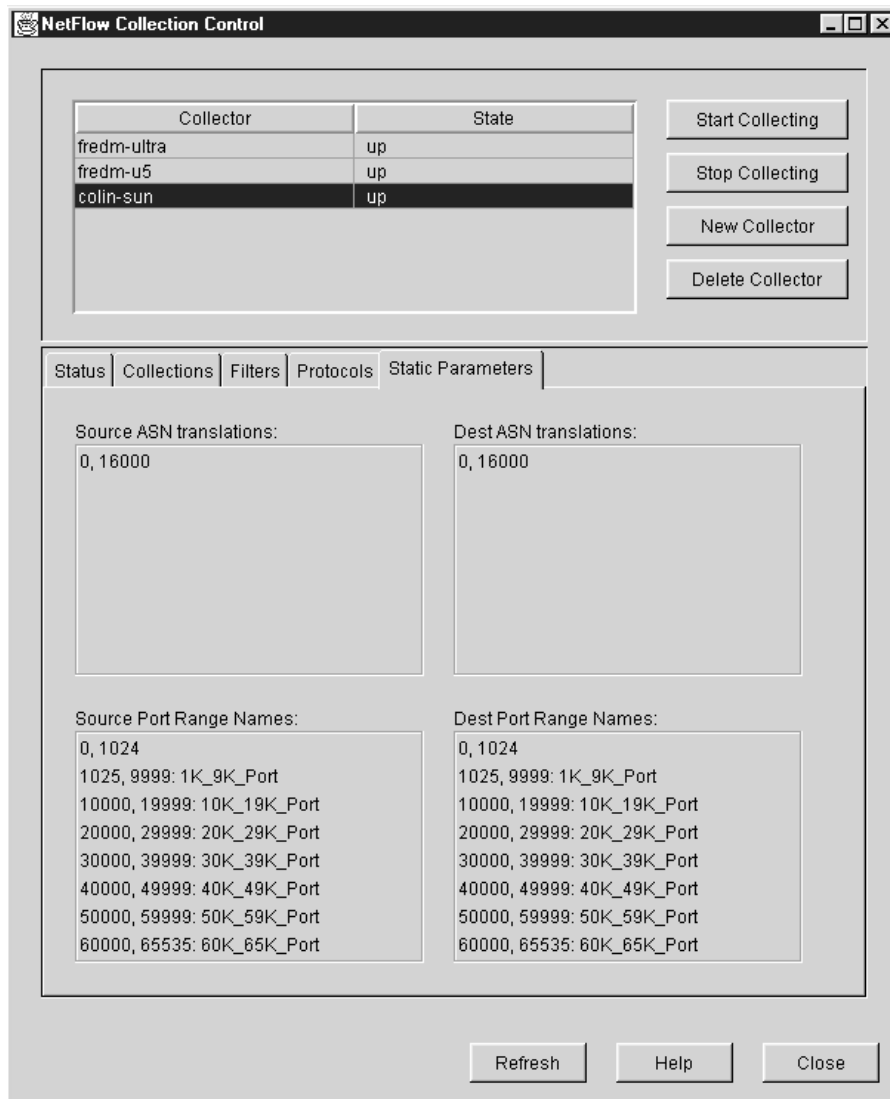 NetFlow Collection Control
Collector State
fredm-ultra up
fredm-u5 up
colin-sun up
Start Collecting
Stop Collecting
New Collector
Delete Collector
Status Collections Filters Protocols Static Parameters
Source ASN translations:
0, 16000
Dest ASN translations:
0, 16000
Source Port Range Names:
0, 1024
1025, 9999: 1K_9K_Port
10000, 19999: 10K_19K_Port
20000, 29999: 20K_29K_Port
30000, 39999: 30K_39K_Port
40000, 49999: 40K_49K_Port
50000, 59999: 50K_59K_Port
60000, 65535: 60K_65K_Port
Dest Port Range Names:
0, 1024
1025, 9999: 1K_9K_Port
10000, 19999: 10K_19K_Port
20000, 29999: 20K_29K_Port
30000, 39999: 30K_39K_Port
40000, 49999: 40K_49K_Port
50000, 59999: 50K_59K_Port
60000, 65535: 60K_65K_Port
Refresh Help Close